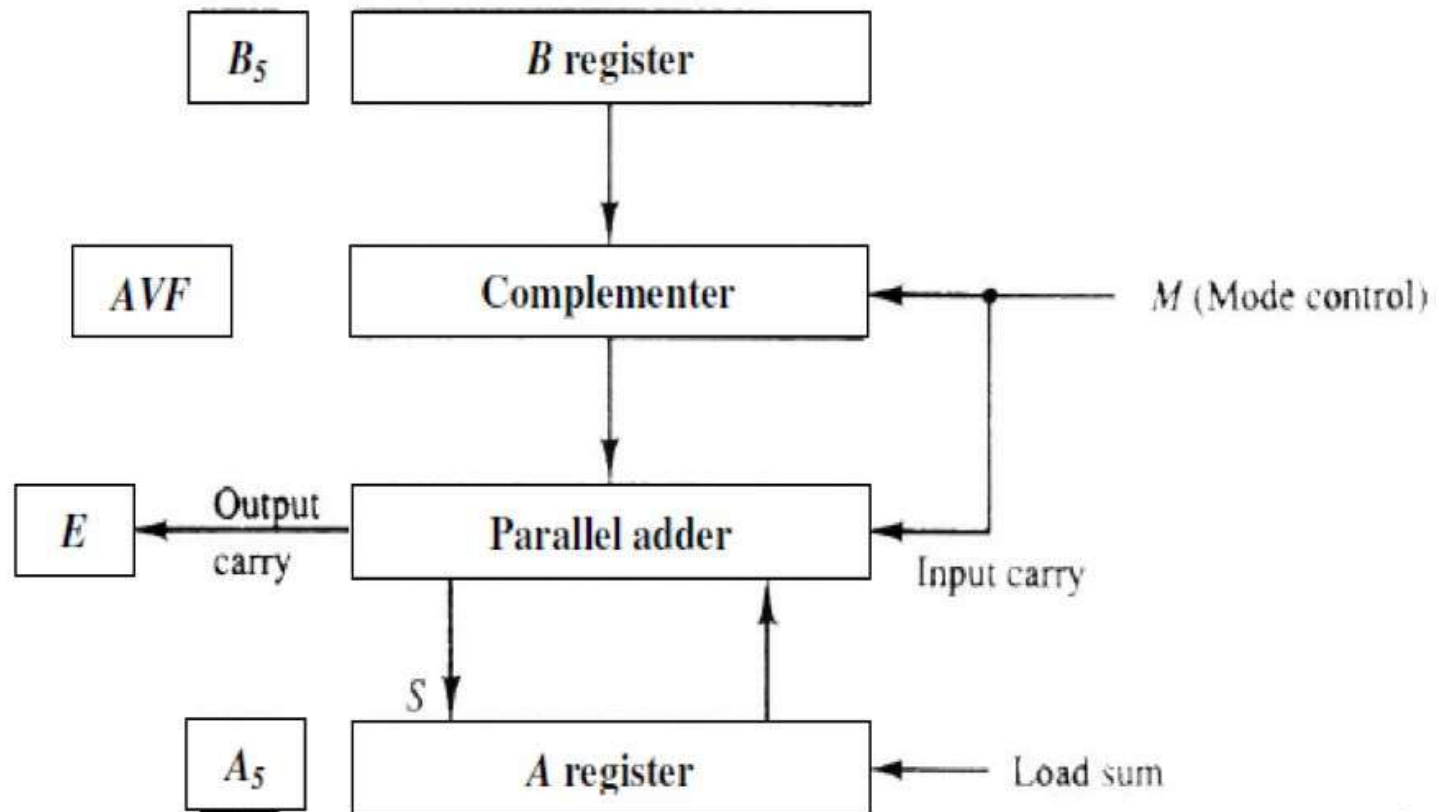 B₅ B register
AVF Complementer M (Mode control)
E Output carry Parallel adder Input carry
S
A₅ A register Load sum